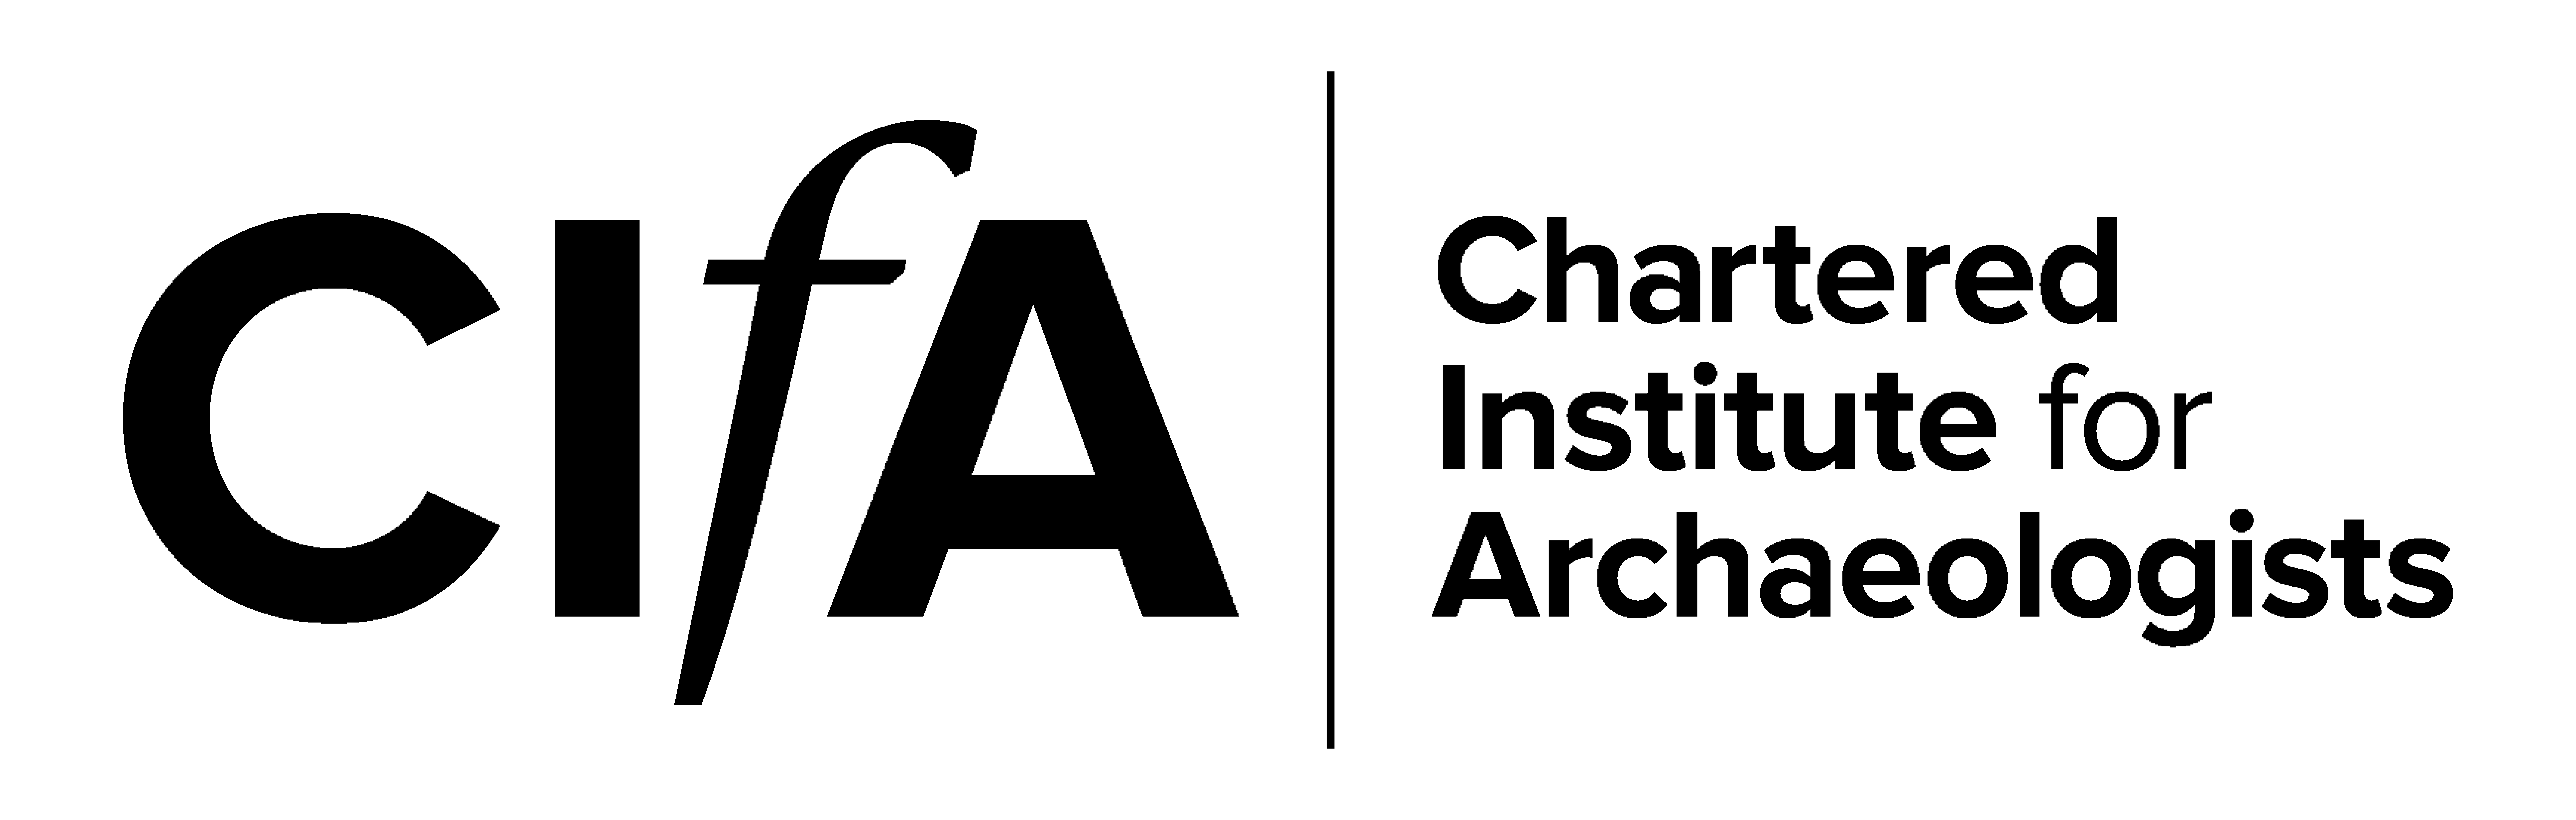 CIfA
Chartered
Institute for
Archaeologists